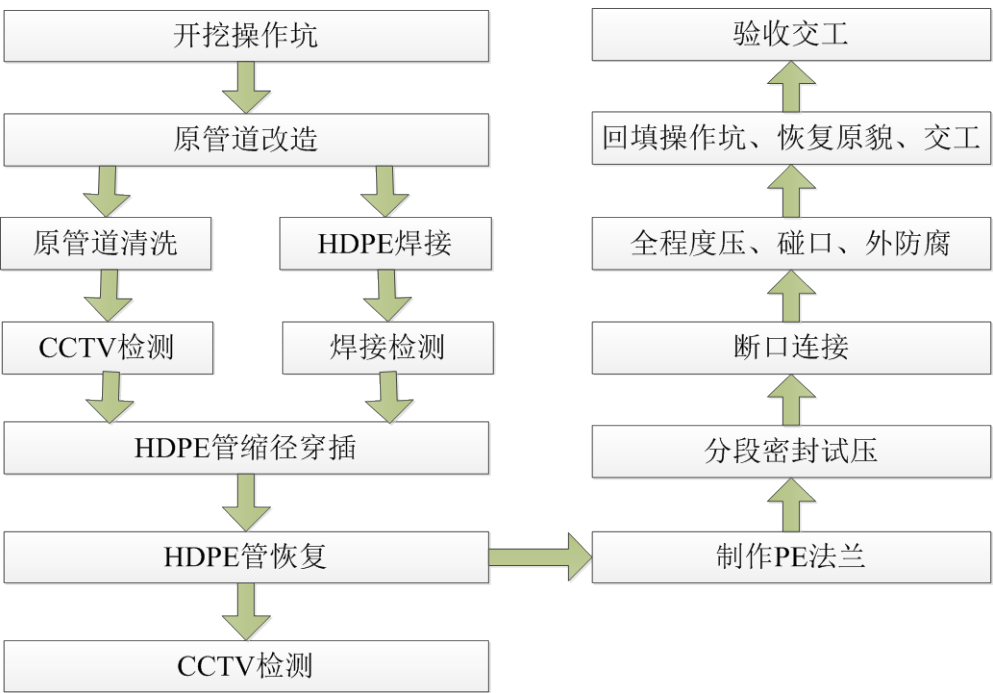 开挖操作坑
原管道改造
原管道清洗
HDPE焊接
CCTV检测
焊接检测
HDPE管缩径穿插
HDPE管恢复
CCTV检测
验收交工
回填操作坑、恢复原貌、交工
全程度压、碰口、外防腐
断口连接
分段密封试压
制作PE法兰